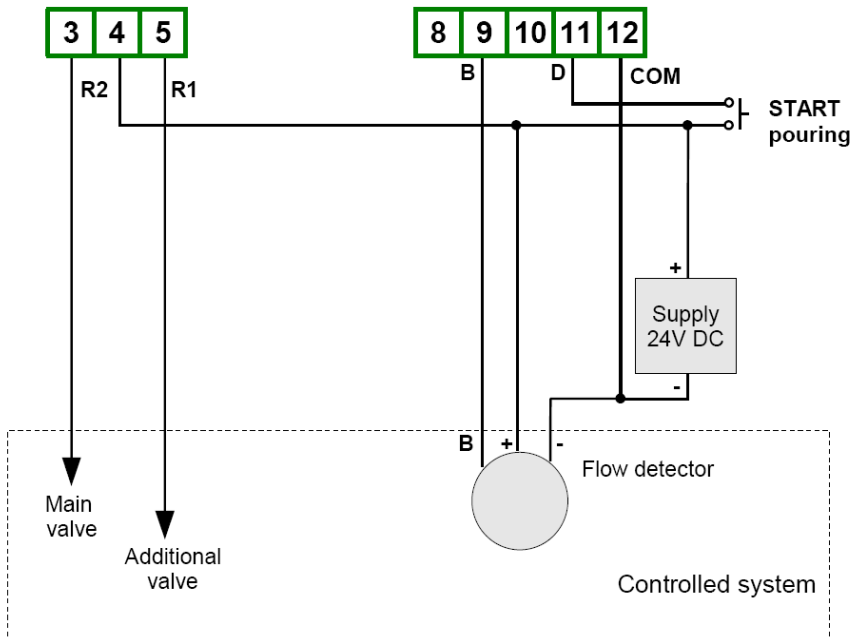 3 4 5
8 9 10 11 12
R2
R1
B
D
COM
START
pouring
+
Supply
24V DC
-
B
+
-
Flow detector
Main
valve
Additional
valve
Controlled system